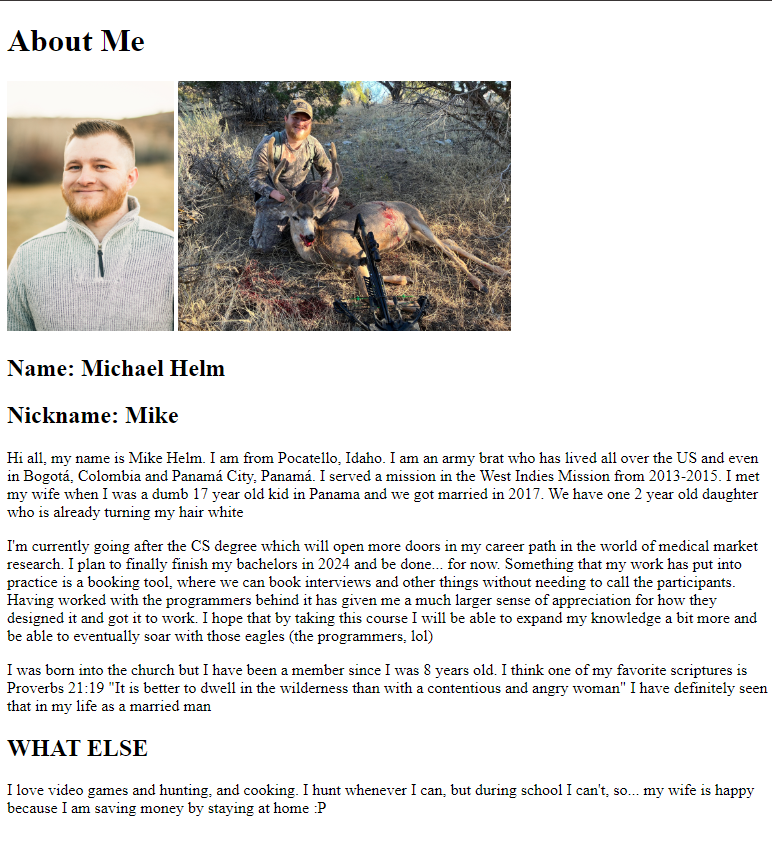 About Me
Name: Michael Helm
Nickname: Mike
Hi all, my name is Mike Helm. I am from Pocatello, Idaho. I am an army brat who has lived all over the US and even
in Bogotá, Colombia and Panamá City, Panamá. I served a mission in the West Indies Mission from 2013-2015. I met
my wife when I was a dumb 17 year old kid in Panama and we got married in 2017. We have one 2 year old daughter
who is already turning my hair white
I'm currently going after the CS degree which will open more doors in my career path in the world of medical market
research. I plan to finally finish my bachelors in 2024 and be done... for now. Something that my work has put into
practice is a booking tool, where we can book interviews and other things without needing to call the participants.
Having worked with the programmers behind it has given me a much larger sense of appreciation for how they
designed it and got it to work. I hope that by taking this course I will be able to expand my knowledge a bit more and
be able to eventually soar with those eagles (the programmers, lol)
I was born into the church but I have been a member since I was 8 years old. I think one of my favorite scriptures is
Proverbs 21:19 "It is better to dwell in the wilderness than with a contentious and angry woman" I have definitely seen
that in my life as a married man
WHAT ELSE
I love video games and hunting, and cooking. I hunt whenever I can, but during school I can't, so... my wife is happy
because I am saving money by staying at home :P